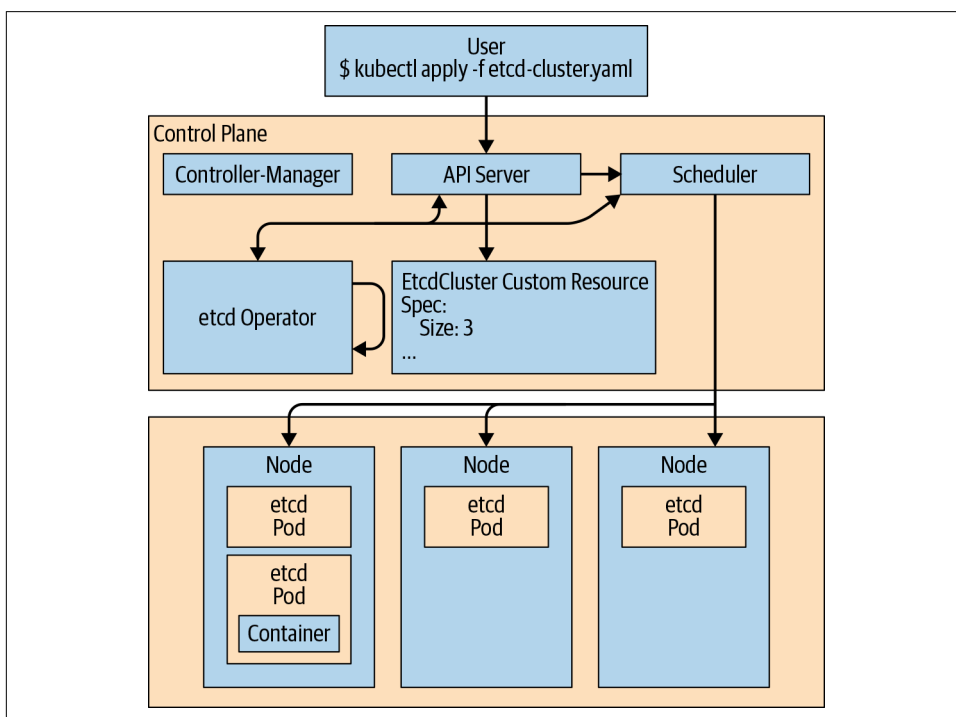 User
$ kubectl apply -f etcd-cluster.yaml
Control Plane
Controller-Manager
API Server
Scheduler
etcd Operator
EtcdCluster Custom Resource
Spec:
Size: 3
...
Node
etcd
Pod
etcd
Pod
Container
Node
etcd
Pod
Node
etcd
Pod